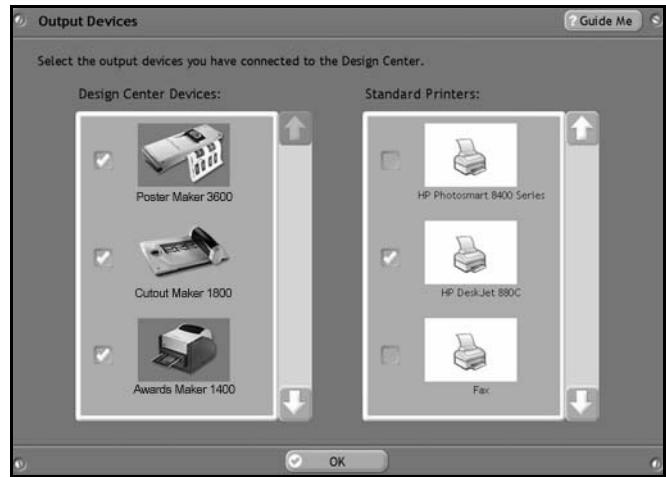 Output Devices
? Guide Me
Select the output devices you have connected to the Design Center.
Design Center Devices:
Poster Maker 3600
Cutout Maker 1800
Awards Maker 1400
Standard Printers:
HP Photosmart 8400 Series
HP DeskJet 880C
Fax
OK